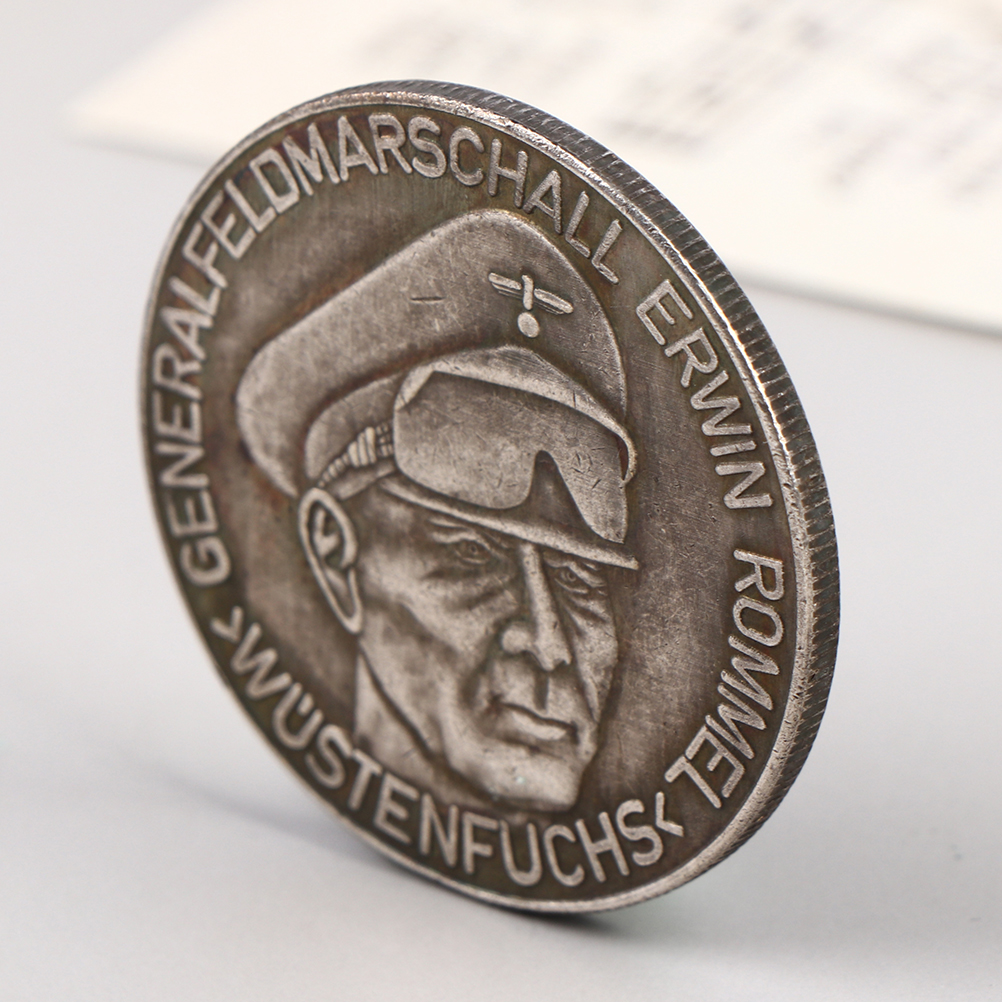 GENERALFELDMARSCHALL ERWIN ROMMEL
‹WÜSTENFUCHS‹